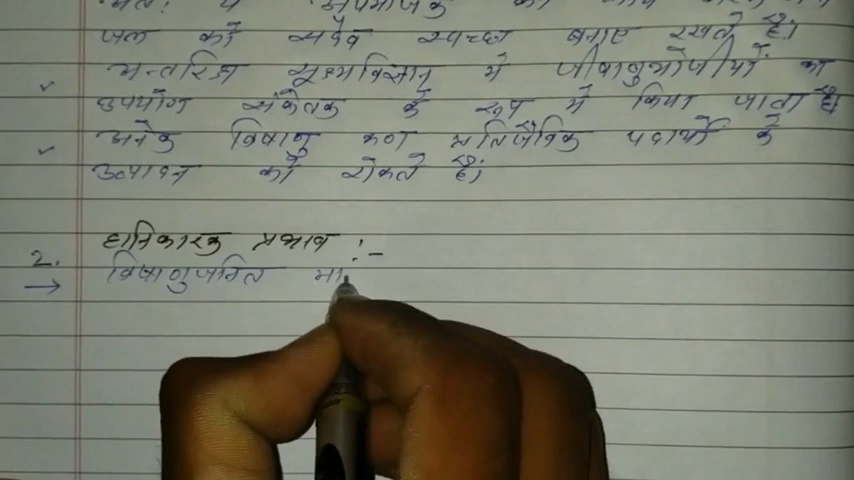 जल को सदैव स्वच्छ बनाए रखते हैं।
अन्तरिक्ष सूक्ष्मविज्ञान में जीवाणुभोजीयों का
उपयोग संकेतक के रूप में किया जाता है।
अनेक विषाणु कण प्रतिजैविक पदार्थो के
उत्पादन को रोकते हैं।
2. हानिकारक प्रभाव :-
→ विषाणुजनित मा